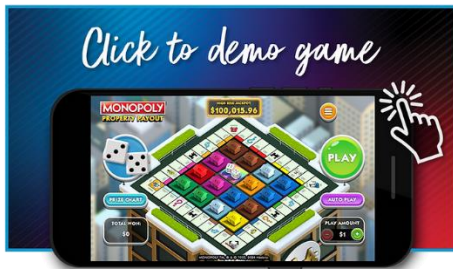 Click to demo game
MONOPOLY
PROPERTY PAYOUT
$100,015.96
PLAY
PRIZE CHART
AUTO PLAY
TOTAL WON:
$0
PLAY AMOUNT
$1